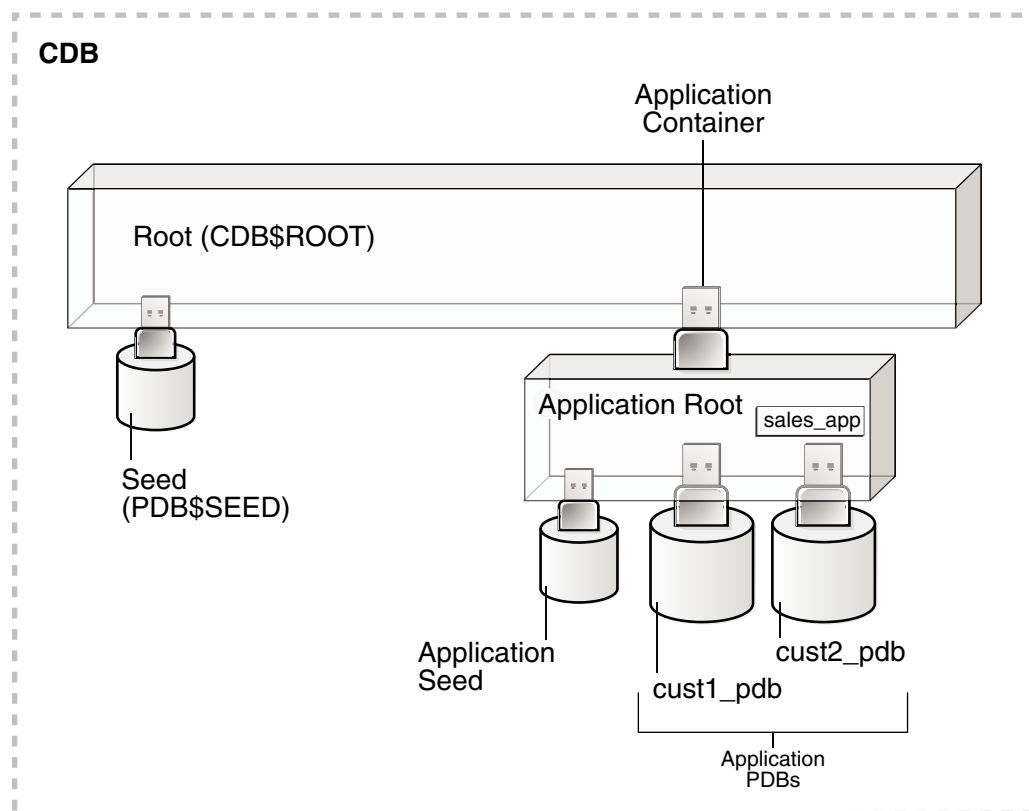 CDB
Application
Container
Root (CDB$ROOT)
Application Root
sales_app
Seed
(PDB$SEED)
Application
Seed
cust1_pdb
cust2_pdb
Application
PDBs